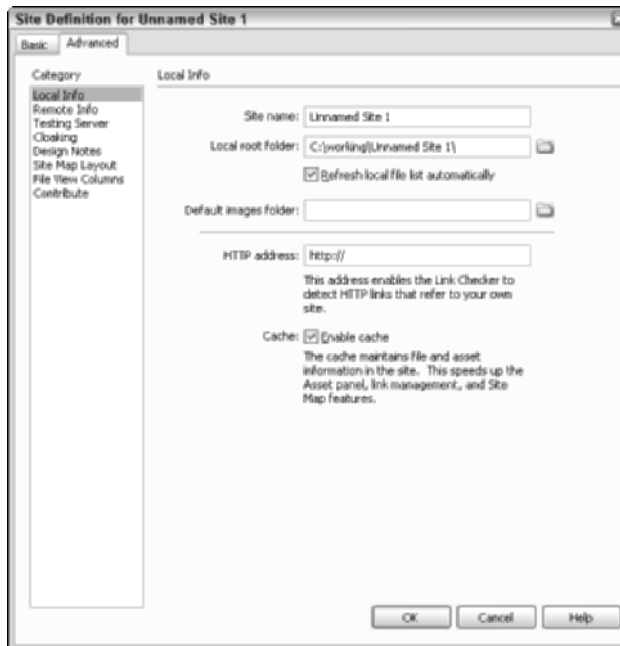 Site Definition for Unnamed Site 1
Basic
Advanced
Category
Local Info
Remote Info
Testing Server
Cloaking
Design Notes
Site Map Layout
File View Columns
Contribute
Local Info
Site name: Unnamed Site 1
Local root folder: C:\working\Unnamed Site 1\
Refresh local file list automatically
Default images folder:
HTTP address: http://
This address enables the Link Checker to
detect HTTP links that refer to your own
site.
Cache: Enable cache
The cache maintains file and asset
information in the site. This speeds up the
Asset panel, link management, and Site
Map features.
OK
Cancel
Help